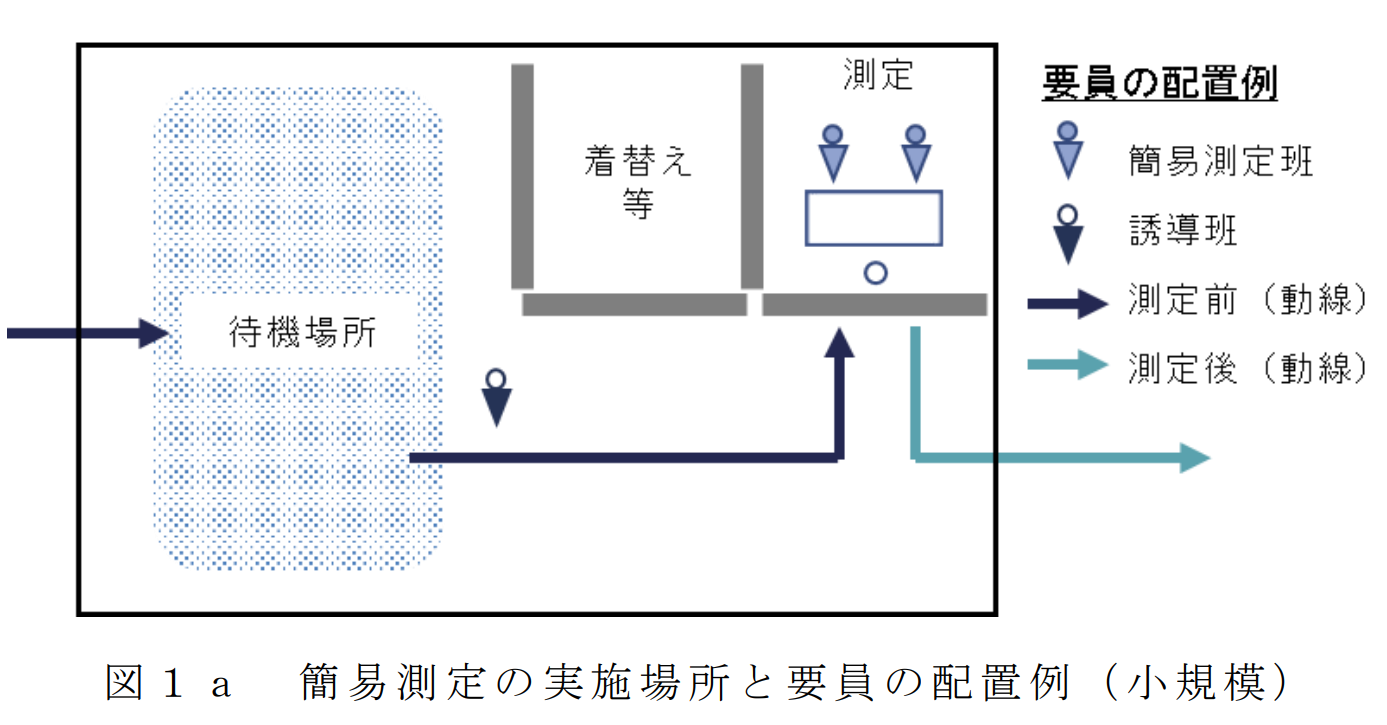 測定
着替え
等
待機場所
要員の配置例
簡易測定班
誘導班
測定前（動線）
測定後（動線）
図１ａ　簡易測定の実施場所と要員の配置例（小規模）